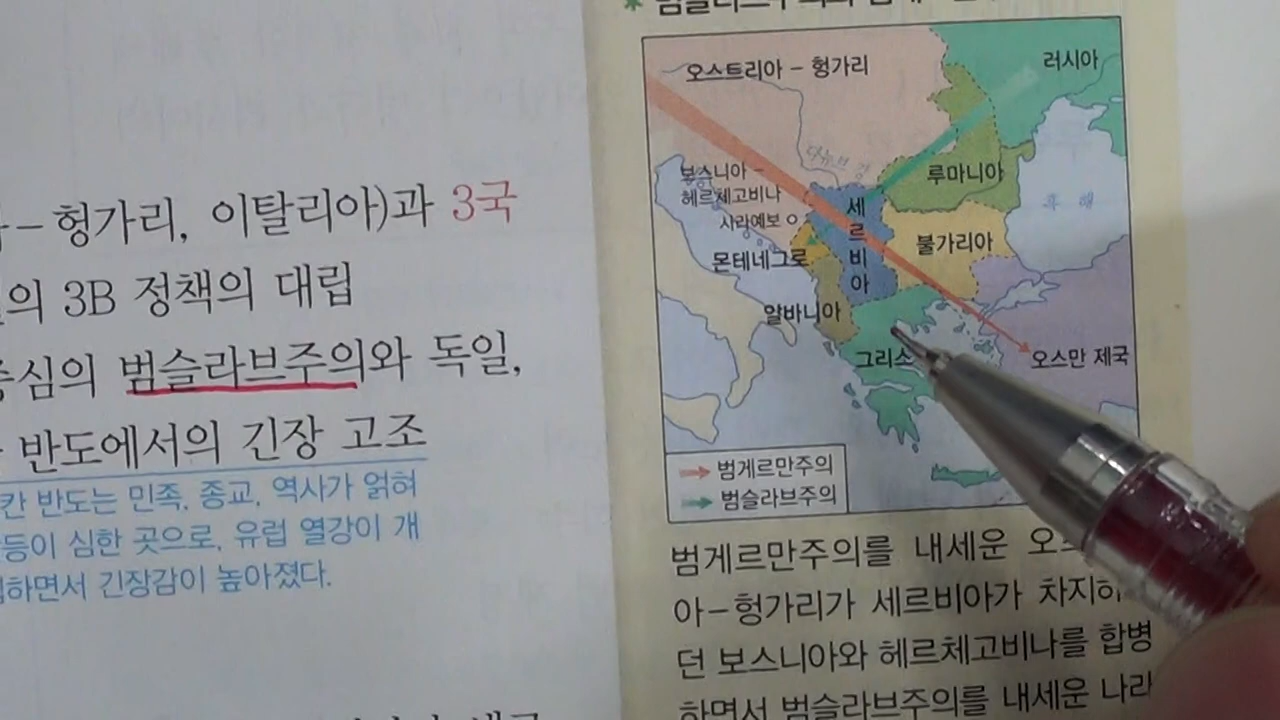 –헝가리, 이탈리아)과 3국
의 3B 정책의 대립
중심의 범슬라브주의와 독일,
반도에서의 긴장 고조
칸 반도는 민족, 종교, 역사가 얽혀
등이 심한 곳으로, 유럽 열강이 개
하면서 긴장감이 높아졌다.
오스트리아 – 헝가리
러시아
다뉴브 강
보스니아 –
헤르체고비나
사라예보
몬테네그로
알바니아
세르비아
루마니아
불가리아
흑 해
그리스
오스만 제국
범게르만주의
범슬라브주의
범게르만주의를 내세운 오
아–헝가리가 세르비아가 차지하
던 보스니아와 헤르체고비나를 합병
하면서 범슬라브주의를 내세운 나라